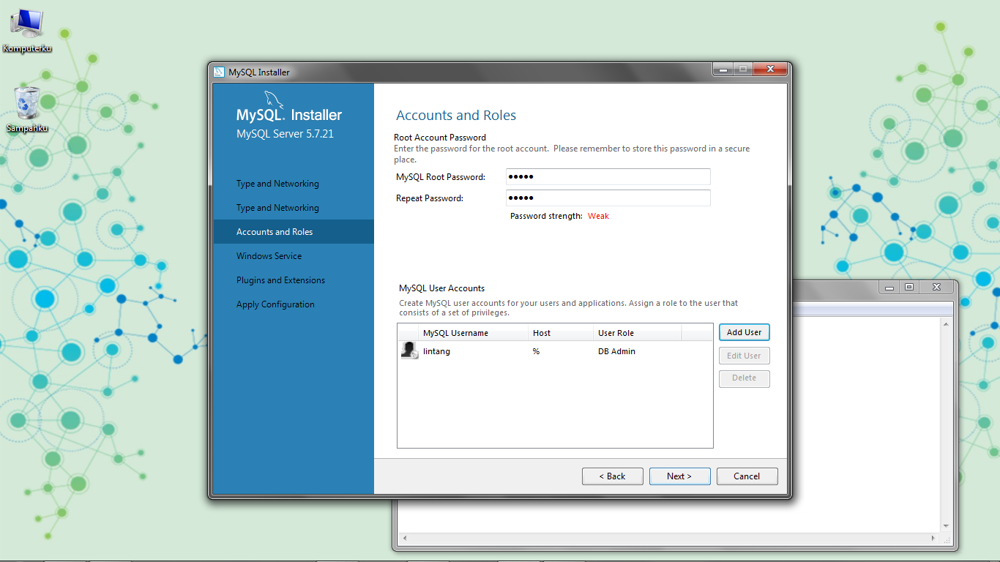 Komputerku
Sampahku
MySQL Installer
MySQL. Installer
MySQL Server 5.7.21
Type and Networking
Type and Networking
Accounts and Roles
Windows Service
Plugins and Extensions
Apply Configuration
Accounts and Roles
Root Account Password
Enter the password for the root account.  Please remember to store this password in a secure
place.
MySQL Root Password:
●●●●●
Repeat Password:
●●●●●
Password strength: Weak
MySQL User Accounts
Create MySQL user accounts for your users and applications. Assign a role to the user that
consists of a set of privileges.
MySQL Username Host User Role
lintang % DB Admin
Add User
Edit User
Delete
< Back Next > Cancel